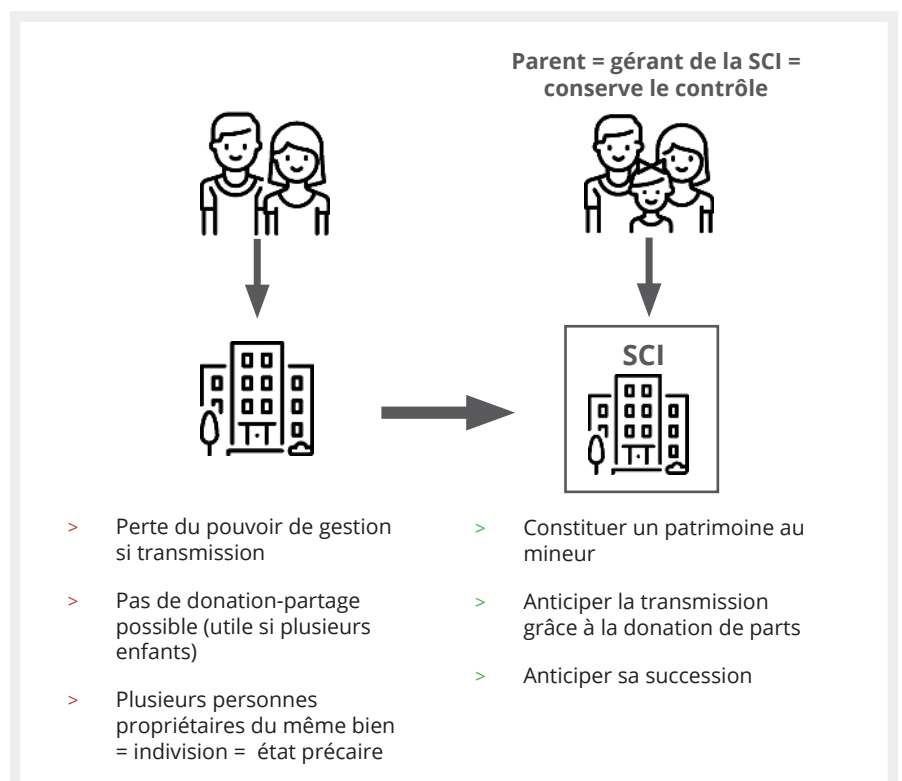 Parent = gérant de la SCI =
conserve le contrôle
SCI
> Perte du pouvoir de gestion
si transmission
> Pas de donation-partage
possible (utile si plusieurs
enfants)
> Plusieurs personnes
propriétaires du même bien
= indivision = état précaire
> Constituer un patrimoine au
mineur
> Anticiper la transmission
grâce à la donation de parts
> Anticiper sa succession